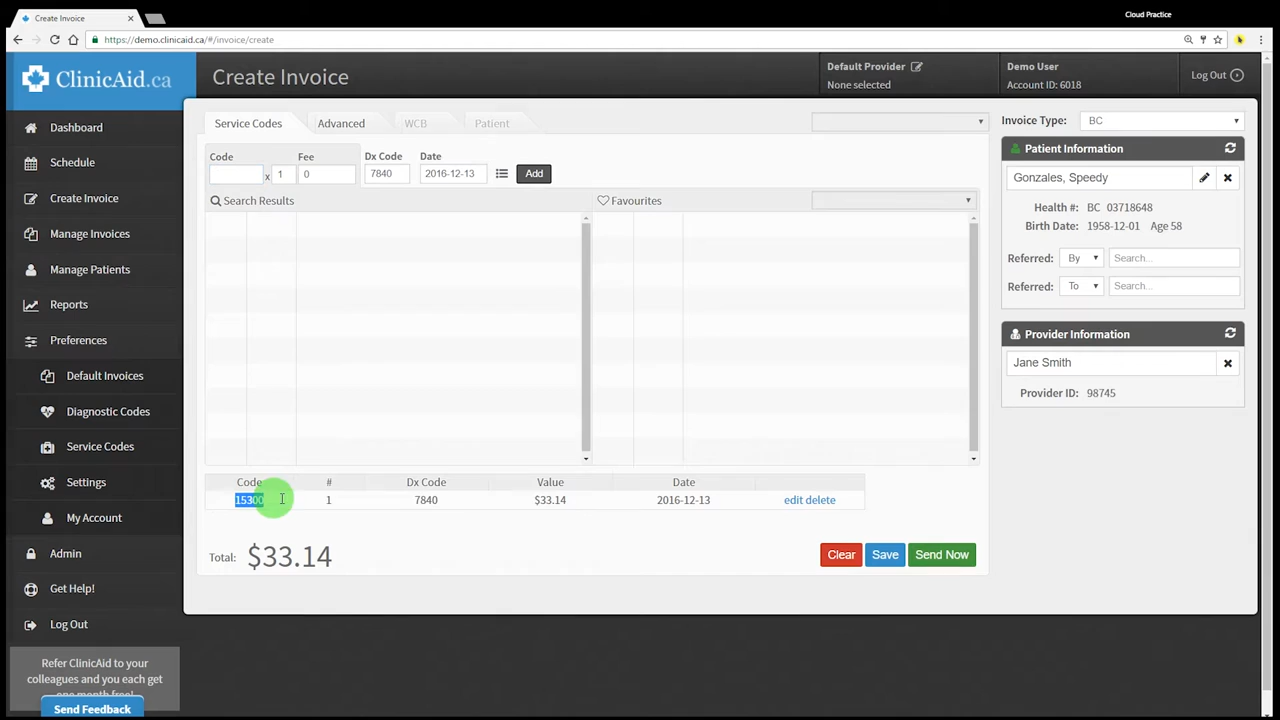 Create Invoice
Cloud Practice
https://demo.clinicaid.ca/#/invoice/create
ClinicAid.ca
Create Invoice
Default Provider
None selected
Demo User
Account ID: 6018
Log Out
Dashboard
Schedule
Create Invoice
Manage Invoices
Manage Patients
Reports
Preferences
Default Invoices
Diagnostic Codes
Service Codes
Settings
My Account
Admin
Get Help!
Log Out
Refer ClinicAid to your
colleagues and you each get
one month free!
Send Feedback
Service Codes Advanced WCB Patient
Code Fee Dx Code Date
x 1 0 7840 2016-12-13 Add
Search Results Favourites
Code # Dx Code Value Date
15300 1 7840 $33.14 2016-12-13 edit delete
Total: $33.14
Clear Save Send Now
Invoice Type: BC
Patient Information
Gonzales, Speedy
Health #: BC 03718648
Birth Date: 1958-12-01 Age 58
Referred: By Search...
Referred: To Search...
Provider Information
Jane Smith
Provider ID: 98745